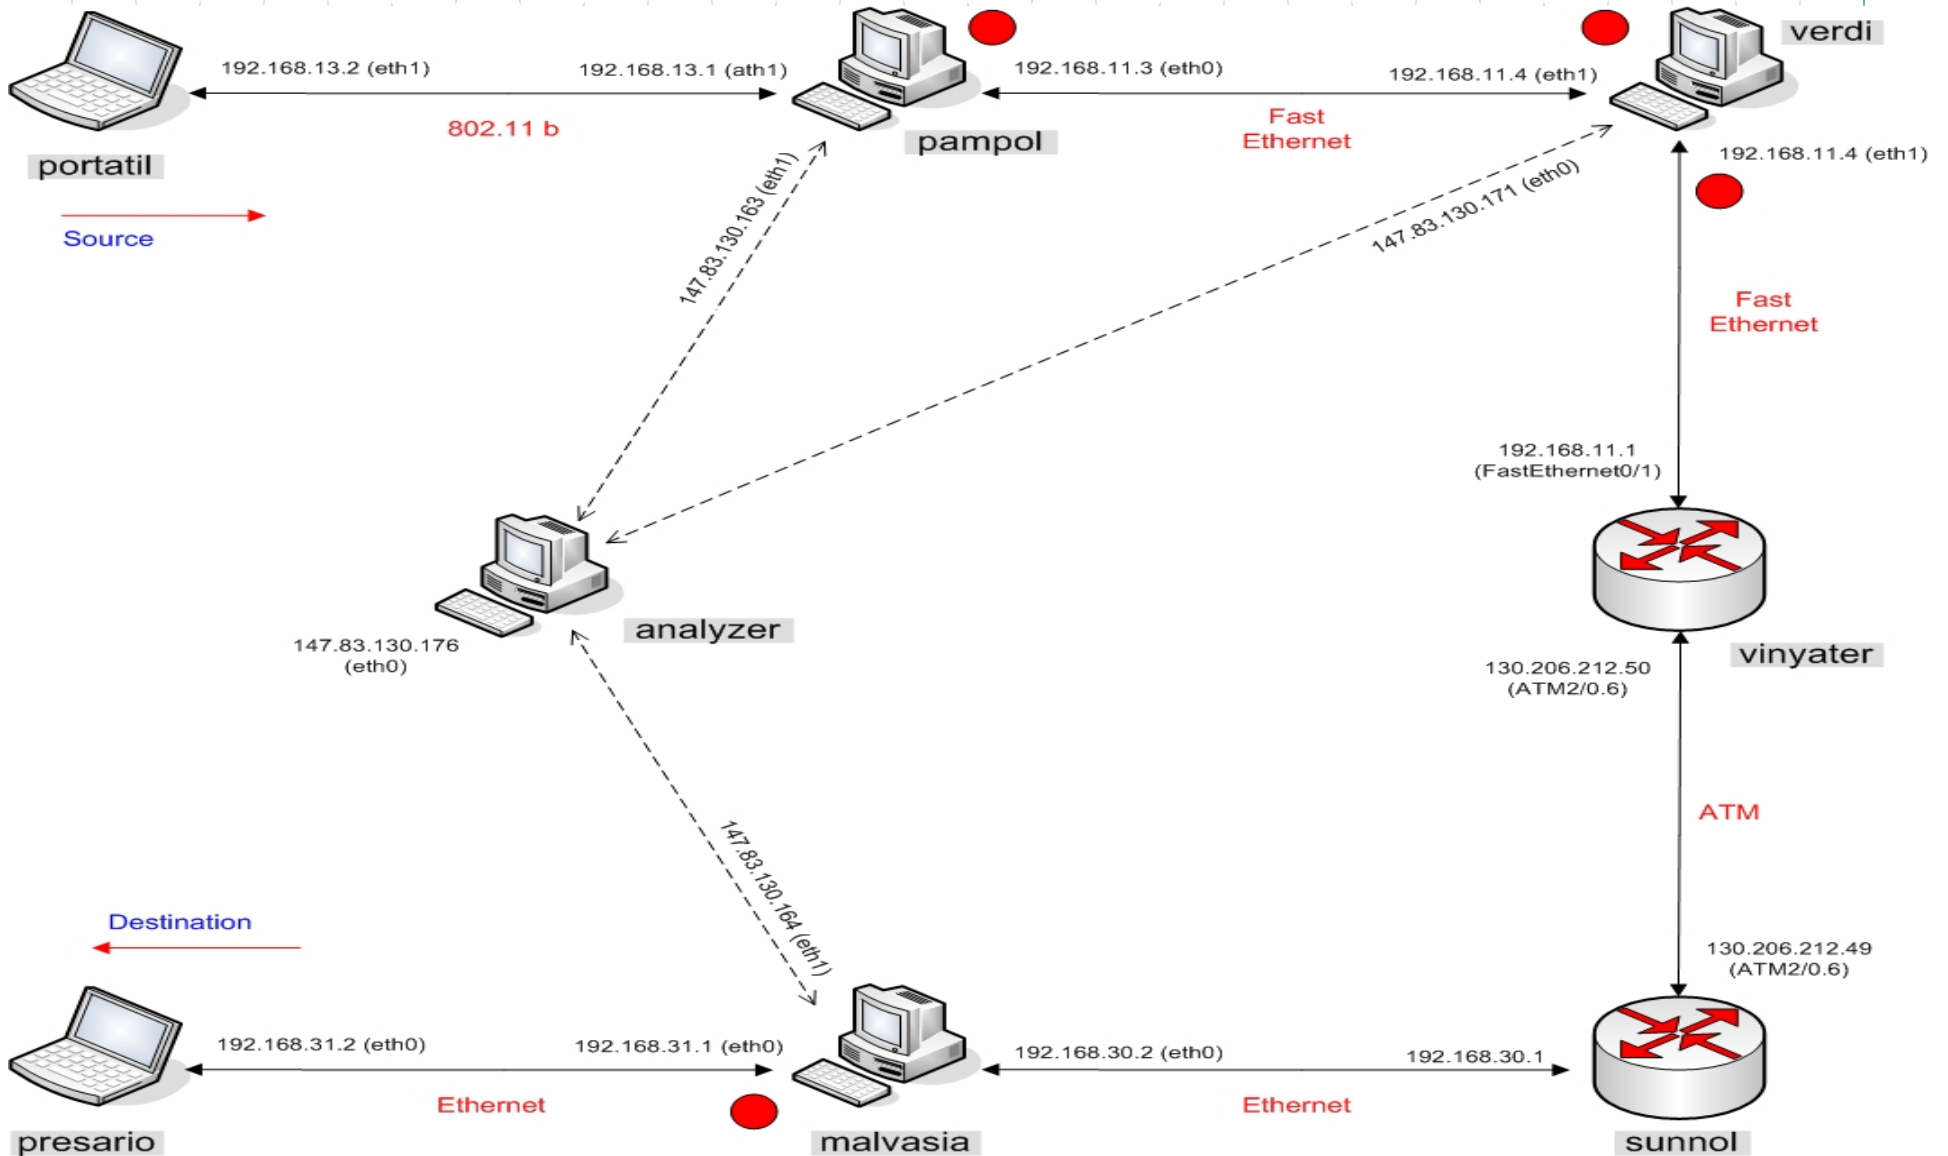 192.168.13.2 (eth1)
192.168.13.1 (ath1)
192.168.11.3 (eth0)
192.168.11.4 (eth1)
verdi
802.11 b
Fast
Ethernet
portatil
pampol
192.168.11.4 (eth1)
Source
147.83.130.163 (eth1)
147.83.130.171 (eth0)
Fast
Ethernet
192.168.11.1
(FastEthernet0/1)
analyzer
147.83.130.176
(eth0)
vinyater
130.206.212.50
(ATM2/0.6)
ATM
147.83.130.164 (eth1)
Destination
130.206.212.49
(ATM2/0.6)
192.168.31.2 (eth0)
192.168.31.1 (eth0)
192.168.30.2 (eth0)
192.168.30.1
Ethernet
Ethernet
presario
malvasia
sunnol